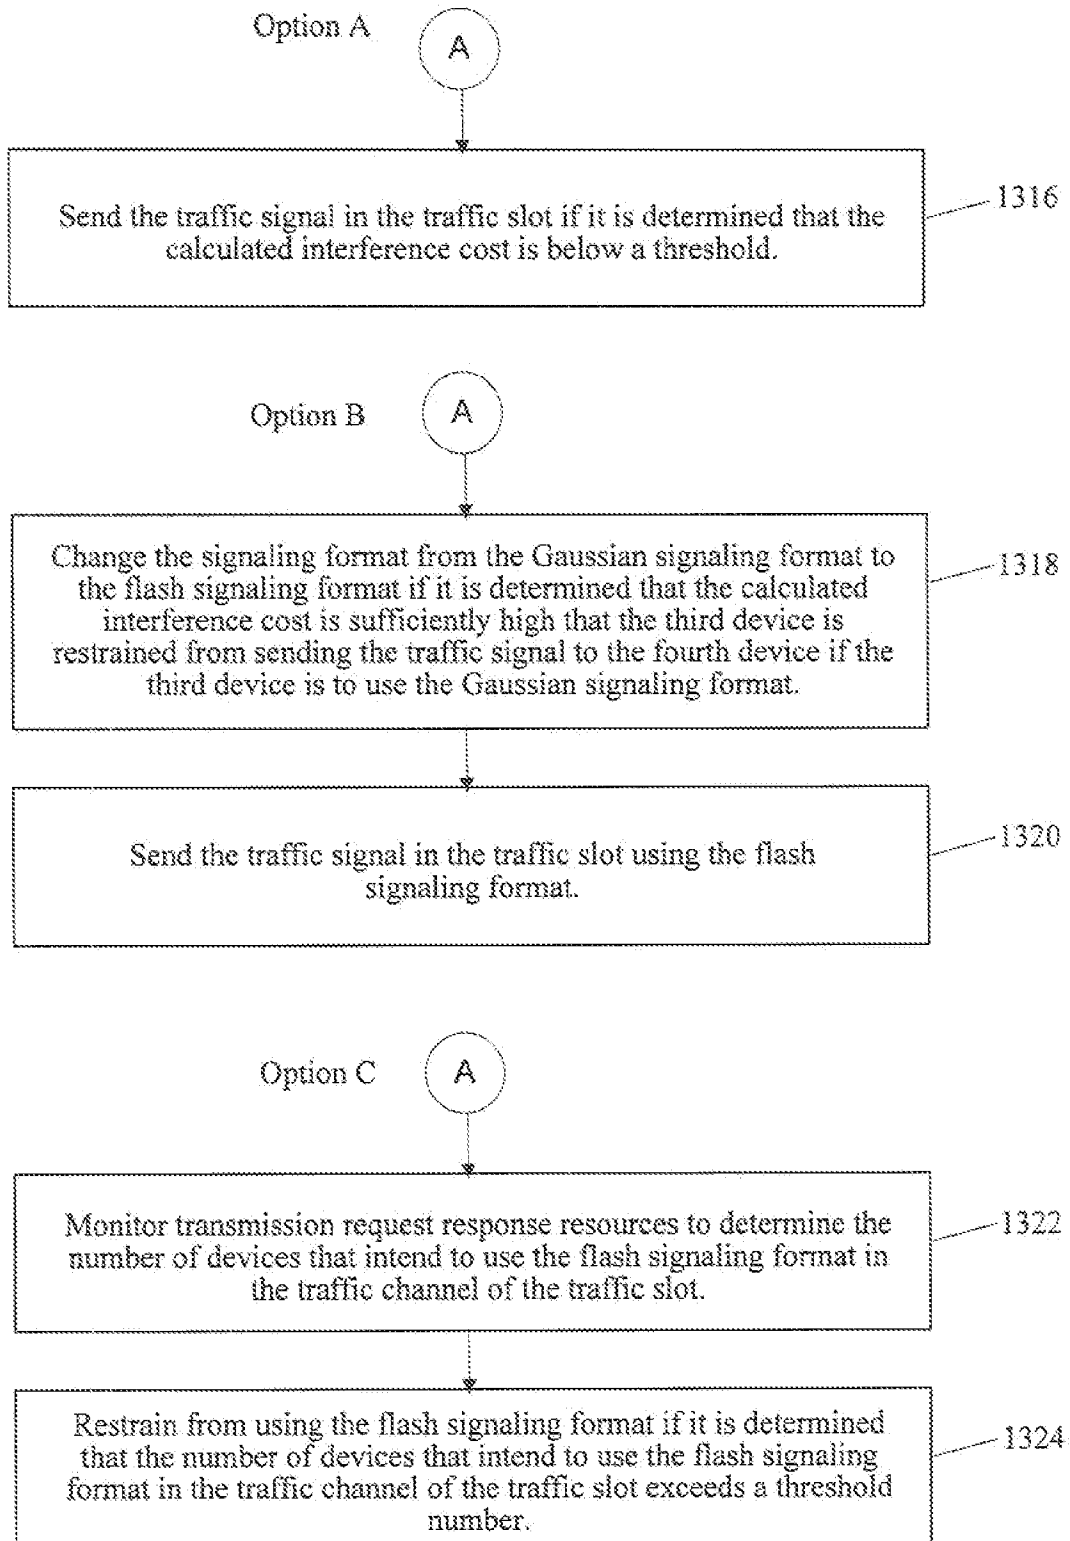 Option A
A
Send the traffic signal in the traffic slot if it is determined that the
calculated interference cost is below a threshold.
1316
Option B
A
Change the signaling format from the Gaussian signaling format to
the flash signaling format if it is determined that the calculated
interference cost is sufficiently high that the third device is
restrained from sending the traffic signal to the fourth device if the
third device is to use the Gaussian signaling format.
1318
Send the traffic signal in the traffic slot using the flash
signaling format.
1320
Option C
A
Monitor transmission request response resources to determine the
number of devices that intend to use the flash signaling format in
the traffic channel of the traffic slot.
1322
Restrain from using the flash signaling format if it is determined
that the number of devices that intend to use the flash signaling
format in the traffic channel of the traffic slot exceeds a threshold
number.
1324